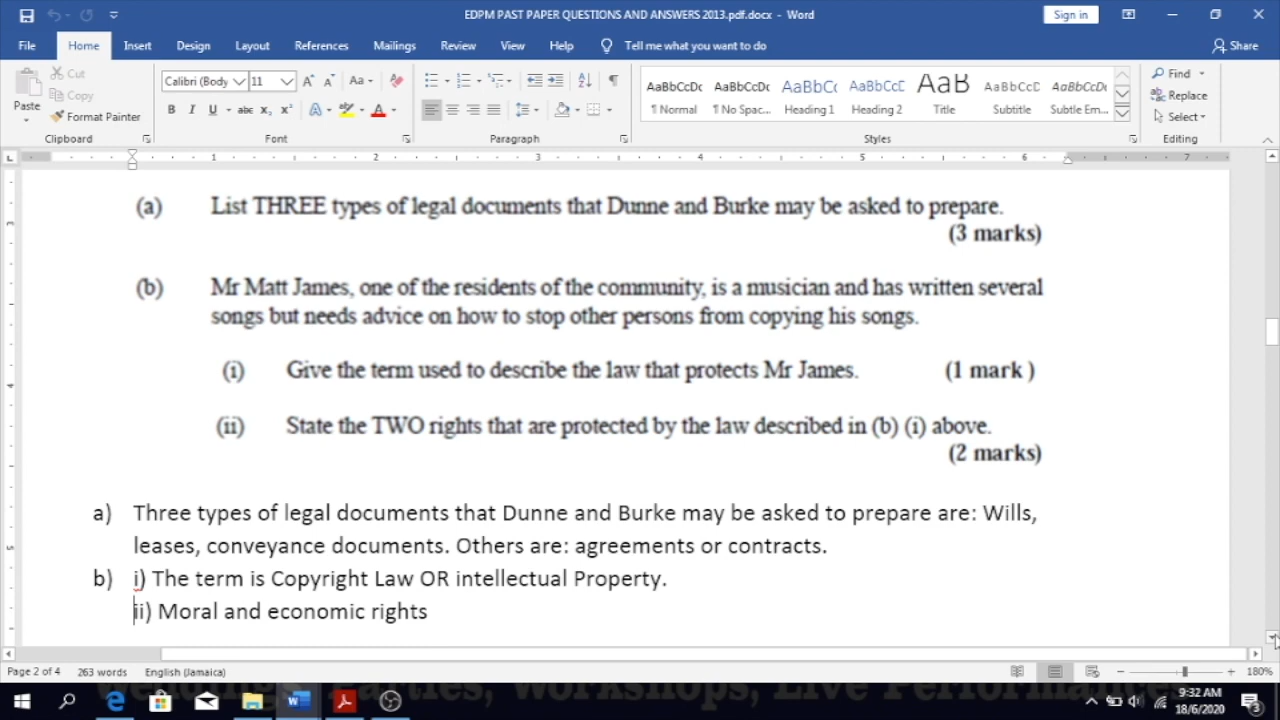 EDPM PAST PAPER QUESTIONS AND ANSWERS 2013.pdf.docx - Word
Sign in
File Home Insert Design Layout References Mailings Review View Help Tell me what you want to do Share
Paste Cut Copy Format Painter
Calibri (Body 11
AaBbCcDc AaBbCcDc AaBbCc AaBbCcD AaB AaBbCcD AaBbCcDc
¶ Normal ¶ No Spac... Heading 1 Heading 2 Title Subtitle Subtle Em...
Find Replace Select
Clipboard Font Paragraph Styles Editing
1 2 3 4 5 6 7
(a) List THREE types of legal documents that Dunne and Burke may be asked to prepare.
(3 marks)
(b) Mr Matt James, one of the residents of the community, is a musician and has written several
songs but needs advice on how to stop other persons from copying his songs.
(i) Give the term used to describe the law that protects Mr James. (1 mark )
(ii) State the TWO rights that are protected by the law described in (b) (i) above.
(2 marks)
a) Three types of legal documents that Dunne and Burke may be asked to prepare are: Wills,
leases, conveyance documents. Others are: agreements or contracts.
b) i) The term is Copyright Law OR intellectual Property.
ii) Moral and economic rights
Page 2 of 4 263 words English (Jamaica) 180%
9:32 AM
18/6/2020